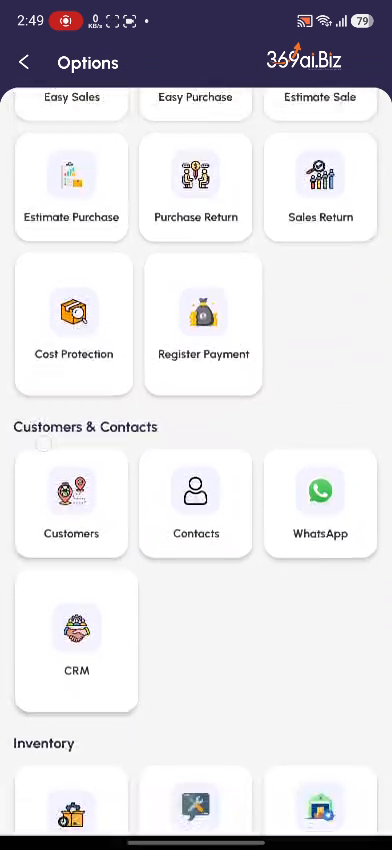 2:49
0
KB/s
79
Options
369ai.Biz
Easy Sales
Easy Purchase
Estimate Sale
Estimate Purchase
Purchase Return
Sales Return
Cost Protection
Register Payment
Customers & Contacts
Customers
Contacts
WhatsApp
CRM
Inventory